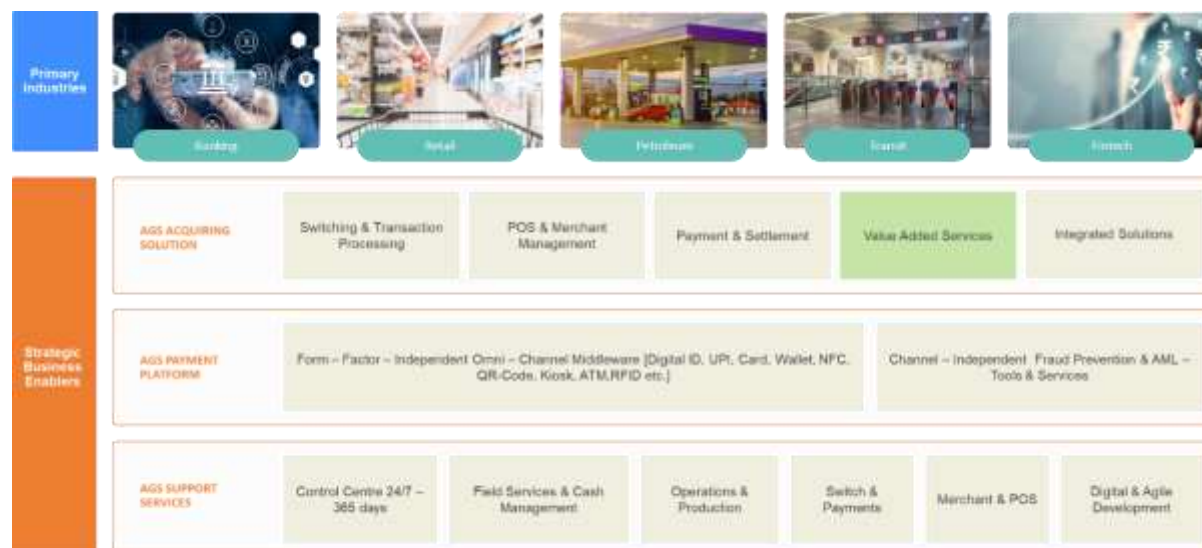 Primary
Industries
Banking
Retail
Petroleum
Transit
Fintech
Strategic
Business
Enablers
AGS ACQUIRING
SOLUTION
Switching & Transaction
Processing
POS & Merchant
Management
Payment & Settlement
Value Added Services
Integrated Solutions
AGS PAYMENT
PLATFORM
Form – Factor – Independent Omni – Channel Middleware [Digital ID, UPI, Card, Wallet, NFC,
QR-Code, Kiosk, ATM,RFID etc.]
Channel – Independent Fraud Prevention & AML –
Tools & Services
AGS SUPPORT
SERVICES
Control Centre 24/7 –
365 days
Field Services & Cash
Management
Operations &
Production
Switch &
Payments
Merchant & POS
Digital & Agile
Development